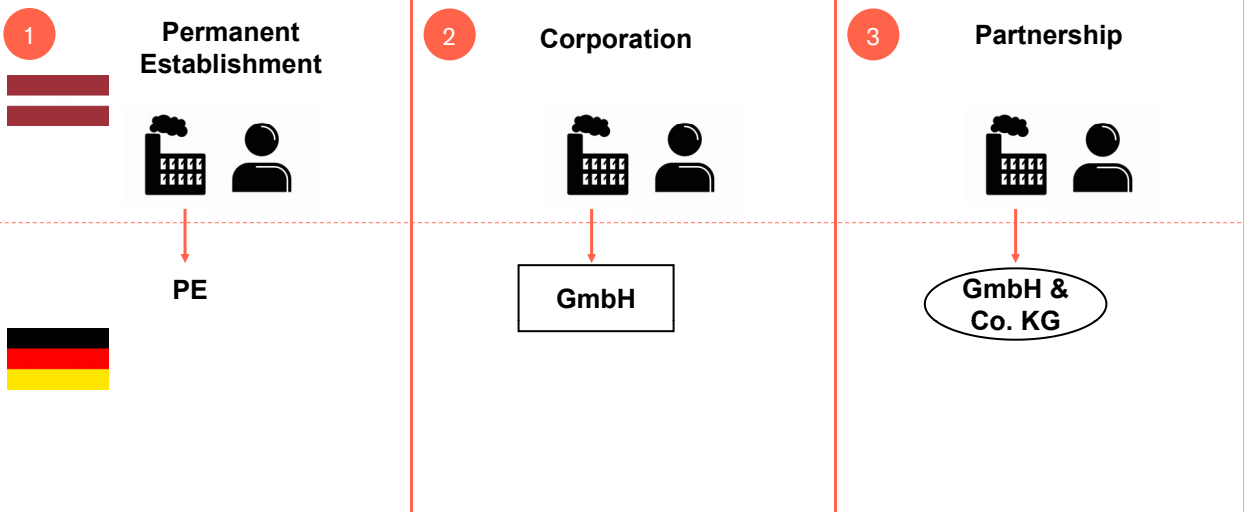 1
Permanent
Establishment
2
Corporation
3
Partnership
PE
GmbH
GmbH &
Co. KG